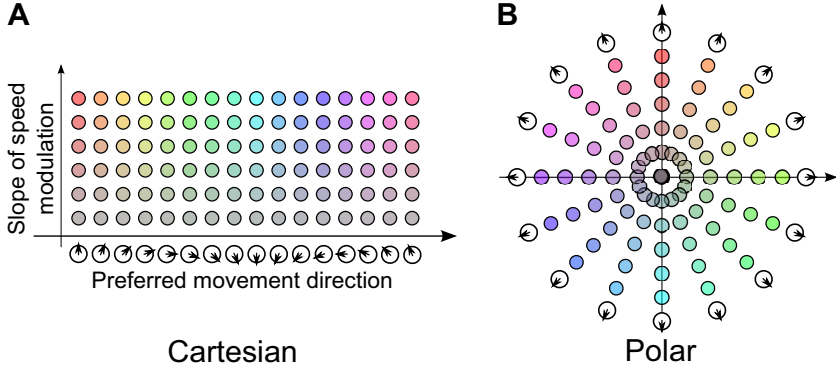 A
B
Slope of speed
modulation
Preferred movement direction
Cartesian
Polar